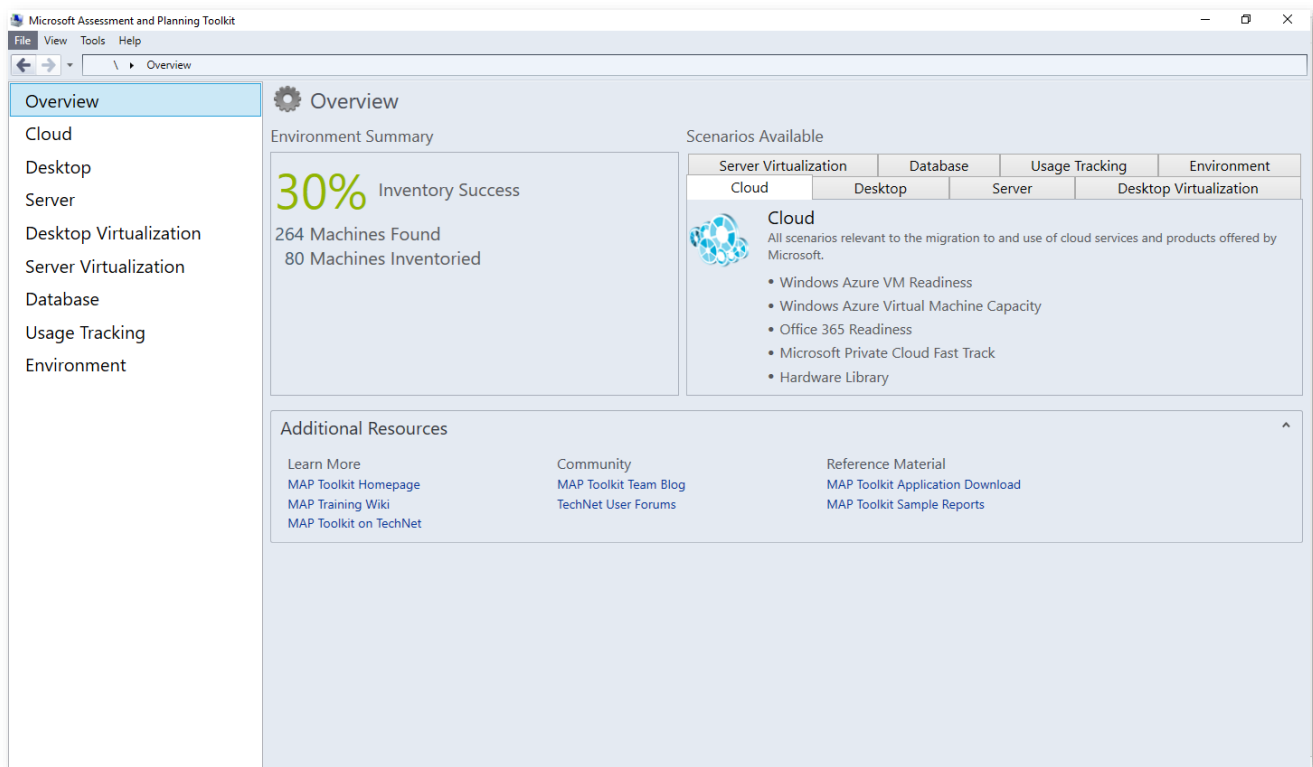 Microsoft Assessment and Planning Toolkit
File View Tools Help
\ Overview
Overview
Cloud
Desktop
Server
Desktop Virtualization
Server Virtualization
Database
Usage Tracking
Environment
Overview
Environment Summary
30% Inventory Success
264 Machines Found
80 Machines Inventoried
Scenarios Available
Server Virtualization Database Usage Tracking Environment
Cloud Desktop Server Desktop Virtualization
Cloud
All scenarios relevant to the migration to and use of cloud services and products offered by
Microsoft.
• Windows Azure VM Readiness
• Windows Azure Virtual Machine Capacity
• Office 365 Readiness
• Microsoft Private Cloud Fast Track
• Hardware Library
Additional Resources
Learn More
MAP Toolkit Homepage
MAP Training Wiki
MAP Toolkit on TechNet
Community
MAP Toolkit Team Blog
TechNet User Forums
Reference Material
MAP Toolkit Application Download
MAP Toolkit Sample Reports